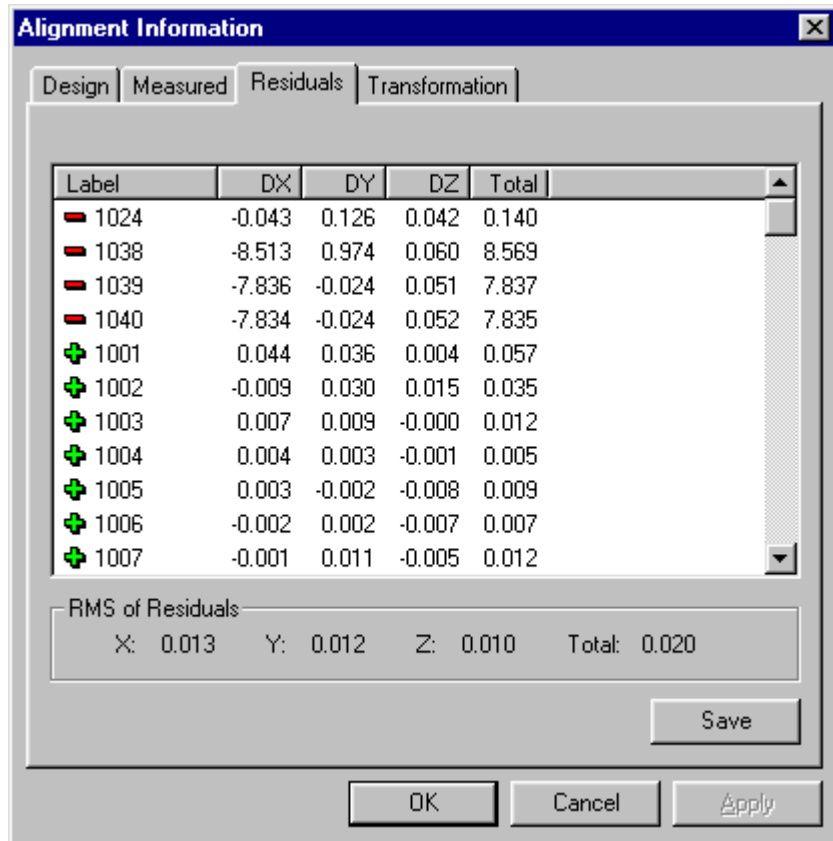 Alignment Information
Design Measured Residuals Transformation
Label DX DY DZ Total
1024 -0.043 0.126 0.042 0.140
1038 -8.513 0.974 0.060 8.569
1039 -7.836 -0.024 0.051 7.837
1040 -7.834 -0.024 0.052 7.835
1001 0.044 0.036 0.004 0.057
1002 -0.009 0.030 0.015 0.035
1003 0.007 0.009 -0.000 0.012
1004 0.004 0.003 -0.001 0.005
1005 0.003 -0.002 -0.008 0.009
1006 -0.002 0.002 -0.007 0.007
1007 -0.001 0.011 -0.005 0.012
RMS of Residuals
X: 0.013 Y: 0.012 Z: 0.010 Total: 0.020
Save
OK Cancel Apply